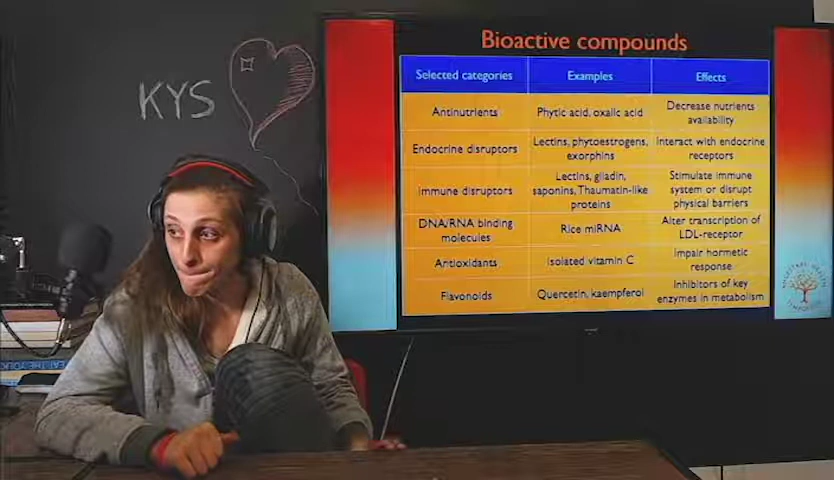 KYS
Bioactive compounds
Selected categories
Examples
Effects
Antinutrients
Phytic acid, oxalic acid
Decrease nutrients
availability
Endocrine disruptors
Lectins, phytoestrogens,
exorphins
Interact with endocrine
receptors
Immune disruptors
Lectins, gliadin,
saponins, Thaumatin-like
proteins
Stimulate immune
system or disrupt
physical barriers
DNA/RNA binding
molecules
Rice miRNA
Alter transcription of
LDL-receptor
Antioxidants
Isolated vitamin C
Impair hormetic
response
Flavonoids
Quercetin, kaempferol
Inhibitors of key
enzymes in metabolism